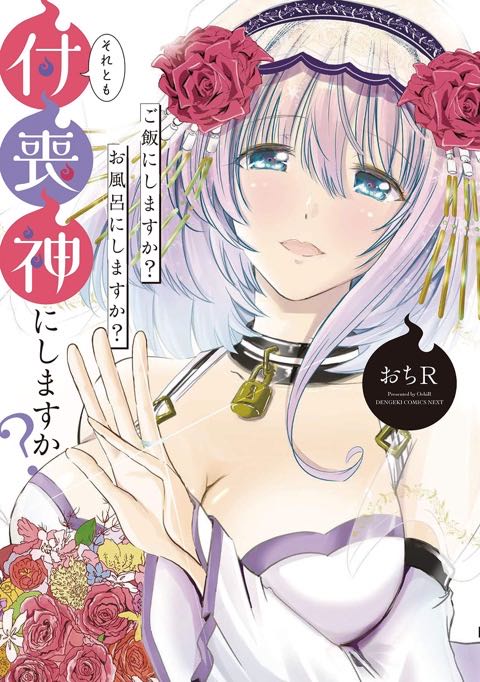 ご飯にしますか？
お風呂にしますか？
それとも
付喪神にしますか？
おちR
Presented by OchiR
DENGEKI COMICS NEXT